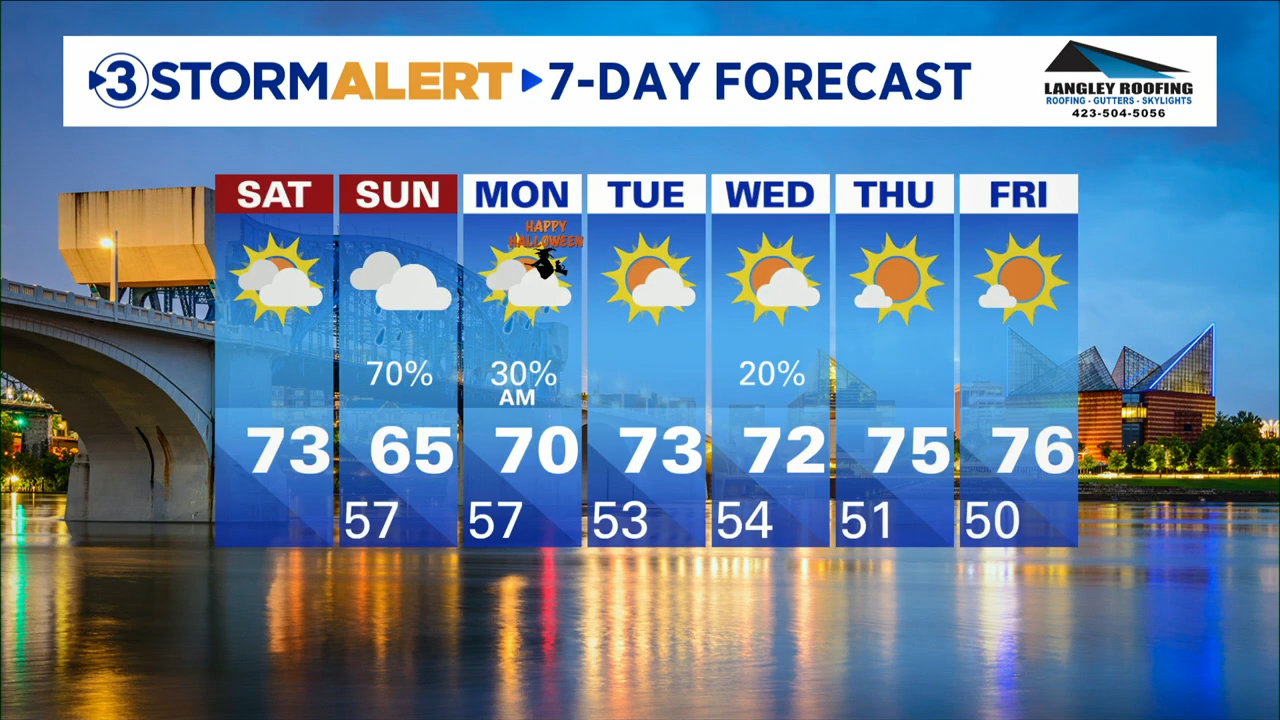 3 STORMALERT 7-DAY FORECAST
LANGLEY ROOFING
ROOFING - GUTTERS - SKYLIGHTS
423-504-5056
SAT SUN MON TUE WED THU FRI
HAPPY
HALLOWEEN
70% 30% 20%
AM
73 65 70 73 72 75 76
57 57 53 54 51 50